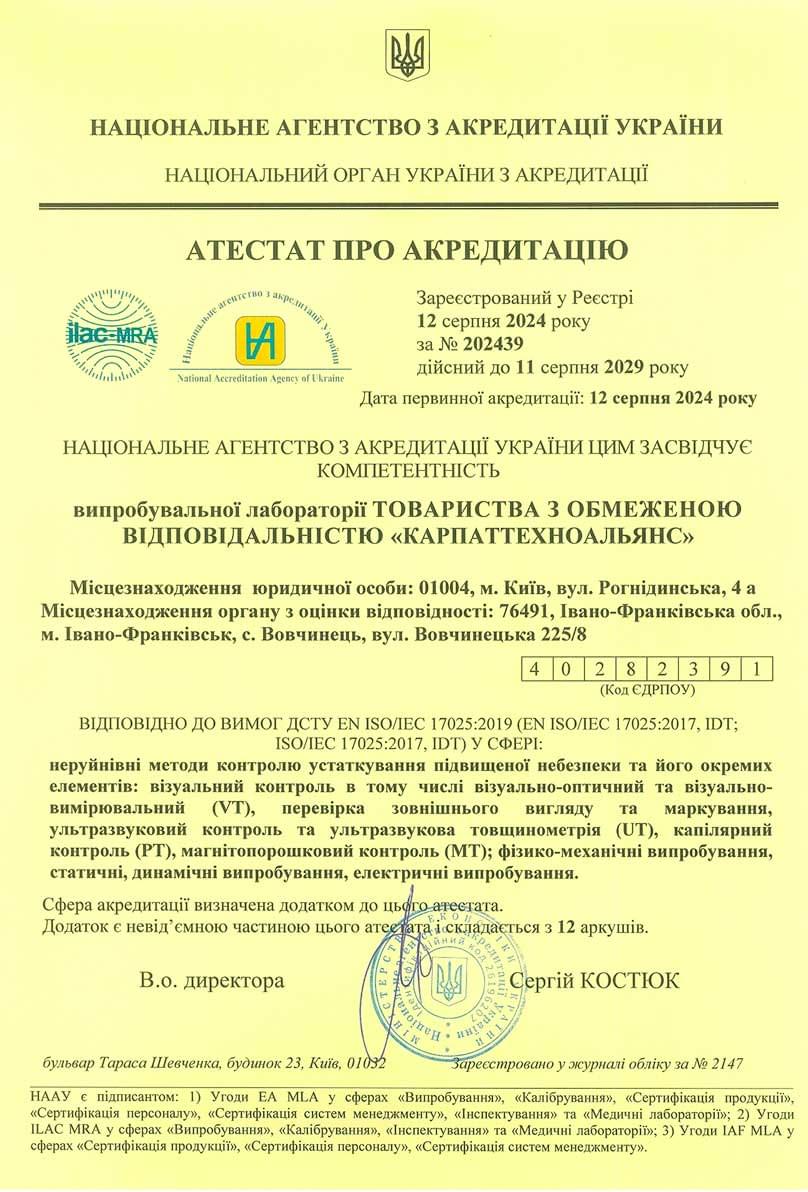 НАЦІОНАЛЬНЕ АГЕНТСТВО З АКРЕДИТАЦІЇ УКРАЇНИ
НАЦІОНАЛЬНИЙ ОРГАН УКРАЇНИ З АКРЕДИТАЦІЇ
АТЕСТАТ ПРО АКРЕДИТАЦІЮ
ilac-MRA
Національне агентство з акредитації України
National Accreditation Agency of Ukraine
Зареєстрований у Реєстрі
12 серпня 2024 року
за № 202439
дійсний до 11 серпня 2029 року
Дата первинної акредитації: 12 серпня 2024 року
НАЦІОНАЛЬНЕ АГЕНТСТВО З АКРЕДИТАЦІЇ УКРАЇНИ ЦИМ ЗАСВІДЧУЄ
КОМПЕТЕНТНІСТЬ
випробувальної лабораторії ТОВАРИСТВА З ОБМЕЖЕНОЮ
ВІДПОВІДАЛЬНІСТЮ «КАРПАТТЕХНОАЛЬЯНС»
Місцезнаходження юридичної особи: 01004, м. Київ, вул. Рогнідинська, 4 а
Місцезнаходження органу з оцінки відповідності: 76491, Івано-Франківська обл.,
м. Івано-Франківськ, с. Вовчинець, вул. Вовчинецька 225/8
4 0 2 8 2 3 9 1
(Код ЄДРПОУ)
ВІДПОВІДНО ДО ВИМОГ ДСТУ EN ISO/IEC 17025:2019 (EN ISO/IEC 17025:2017, IDT;
ISO/IEC 17025:2017, IDT) У СФЕРІ:
неруйнівні методи контролю устаткування підвищеної небезпеки та його окремих
елементів: візуальний контроль в тому числі візуально-оптичний та візуально-
вимірювальний (VT), перевірка зовнішнього вигляду та маркування,
ультразвуковий контроль та ультразвукова товщинометрія (UT), капілярний
контроль (PT), магнітопорошковий контроль (МТ); фізико-механічні випробування,
статичні, динамічні випробування, електричні випробування.
Сфера акредитації визначена додатком до цього атестата.
Додаток є невід’ємною частиною цього атестата і складається з 12 аркушів.
В.о. директора
Сергій КОСТЮК
МІНІСТЕРСТВО ЕКОНОМІКИ УКРАЇНИ
Національне агентство з акредитації України
Ідентифікаційний код 26196207
бульвар Тараса Шевченка, будинок 23, Київ, 01032
Зареєстровано у журналі обліку за № 2147
НААУ є підписантом: 1) Угоди EA MLA у сферах «Випробування», «Калібрування», «Сертифікація продукції»,
«Сертифікація персоналу», «Сертифікація систем менеджменту», «Інспектування» та «Медичні лабораторії»; 2) Угоди
ILAC MRA у сферах «Випробування», «Калібрування», «Інспектування» та «Медичні лабораторії»; 3) Угоди IAF MLA у
сферах «Сертифікація продукції», «Сертифікація персоналу», «Сертифікація систем менеджменту».